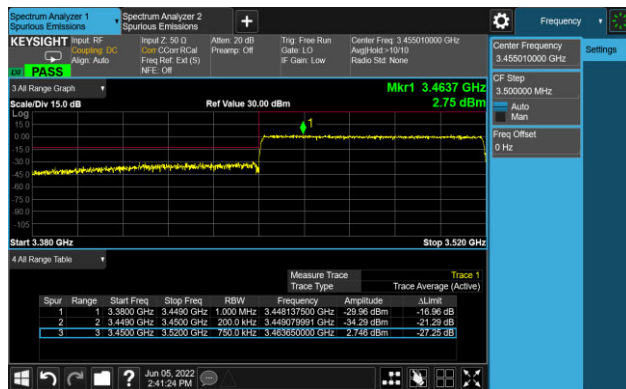 Spectrum Analyzer 1
Spurious Emissions
Spectrum Analyzer 2
Spurious Emissions
+
Frequency
KEYSIGHT
Input: RF
Coupling: DC
Align: Auto
Input Z: 50 Ω
Corr CCorr RCal
Freq Ref: Ext (S)
NFE: Off
Atten: 20 dB
Preamp: Off
Trig: Free Run
Gate: LO
IF Gain: Low
Center Freq: 3.455010000 GHz
Avg|Hold:>10/10
Radio Std: None
PASS
Center Frequency
3.455010000 GHz
Settings
CF Step
3.500000 MHz
Auto
Man
Freq Offset
0 Hz
3 All Range Graph
Mkr1 3.4637 GHz
Scale/Div 15.0 dB
Ref Value 30.00 dBm
2.75 dBm
Log
15.0
0.00
-15.0
-30.0
-45.0
-60.0
-75.0
-90.0
-105
1
Start 3.380 GHz
Stop 3.520 GHz
4 All Range Table
Measure Trace Trace 1
Trace Type Trace Average (Active)
Spur Range Start Freq Stop Freq RBW Frequency Amplitude ΔLimit
1 1 3.3800 GHz 3.4490 GHz 1.000 MHz 3.448137500 GHz -29.96 dBm -16.96 dB
2 2 3.4490 GHz 3.4500 GHz 200.0 kHz 3.449079991 GHz -34.29 dBm -21.29 dB
3 3 3.4500 GHz 3.5200 GHz 750.0 kHz 3.463650000 GHz 2.746 dBm -27.25 dB
?
Jun 05, 2022
2:41:24 PM